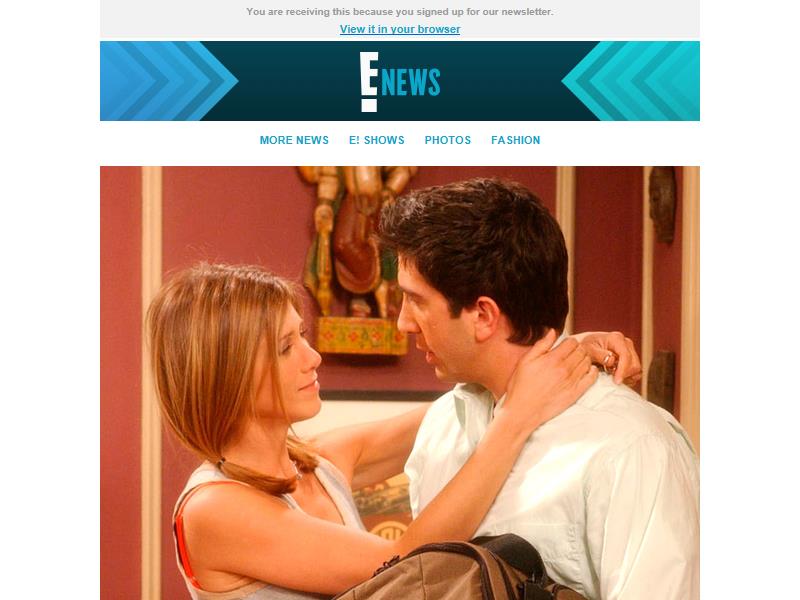 You are receiving this because you signed up for our newsletter.
View it in your browser
E! NEWS
MORE NEWS E! SHOWS PHOTOS FASHION